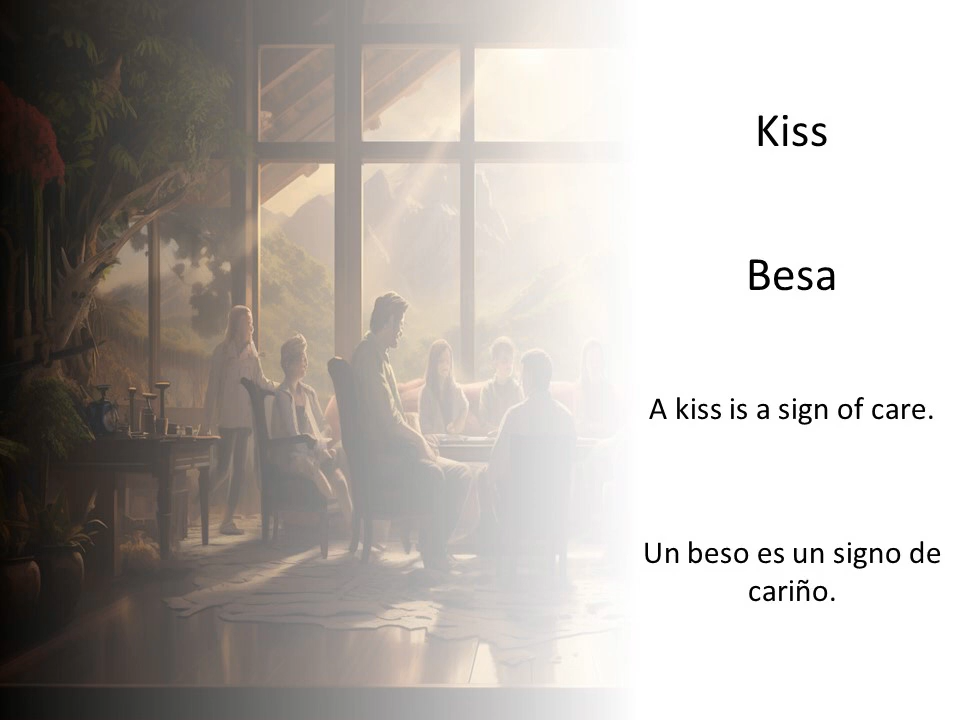 Kiss
Besa
A kiss is a sign of care.
Un beso es un signo de
cariño.